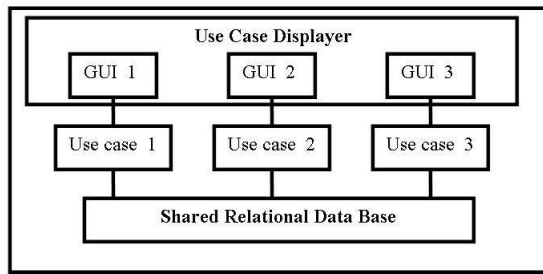 Use Case Displayer
GUI 1 GUI 2 GUI 3
Use case 1 Use case 2 Use case 3
Shared Relational Data Base